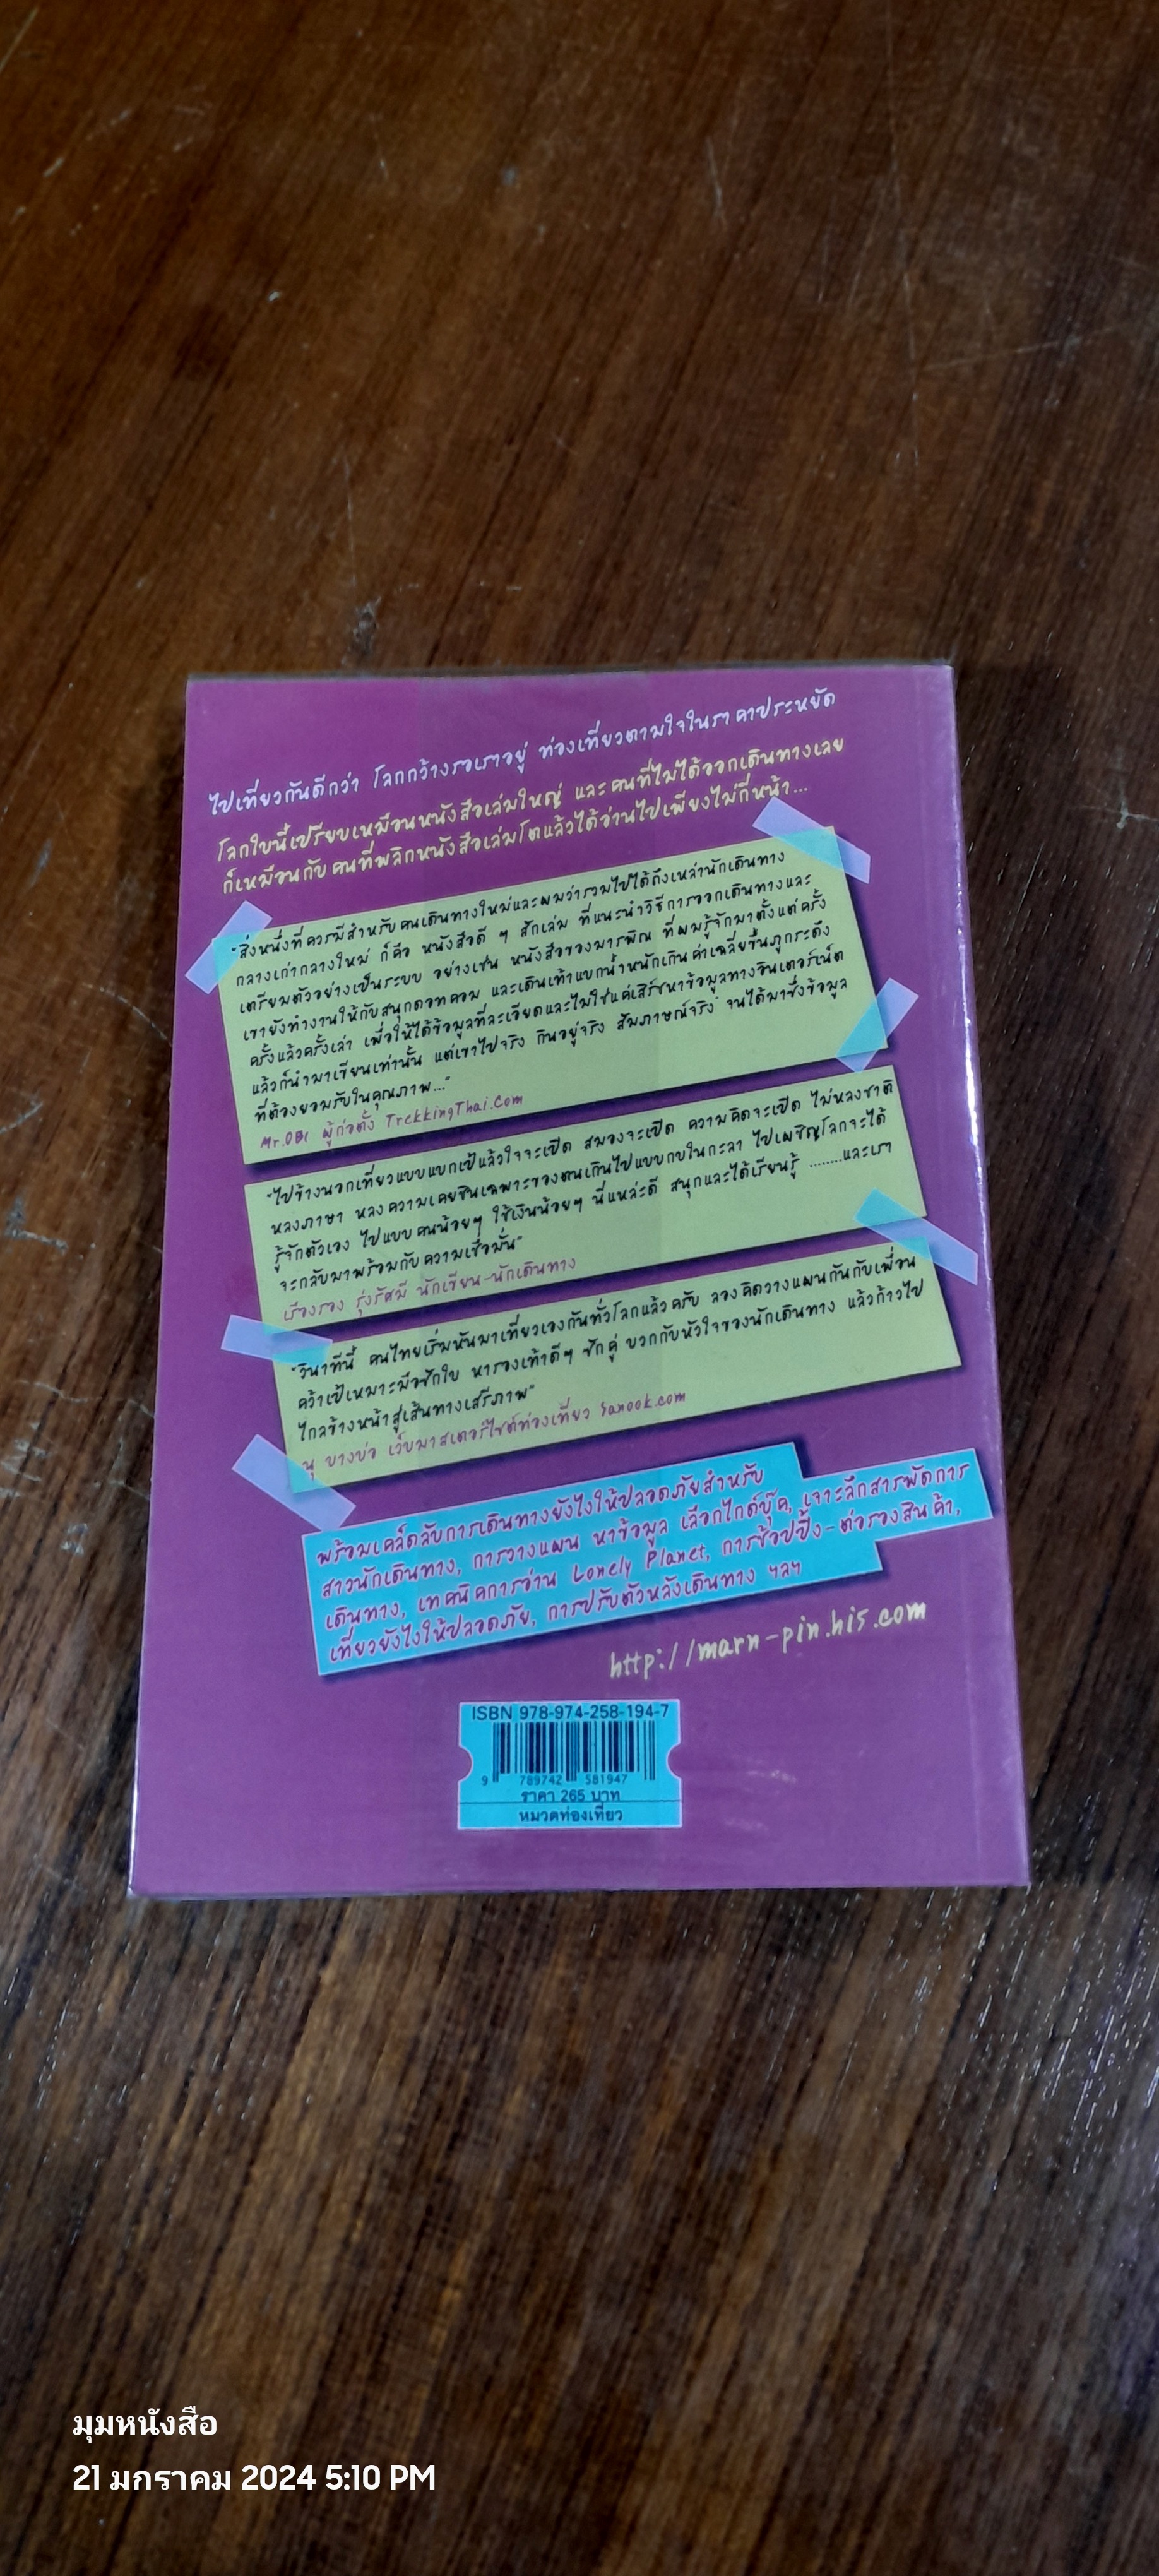 ไปเที่ยวกันดีกว่า โลกกว้างรอเราอยู่ ท่องเที่ยวตามใจในราคาประหยัด
โลกใบนี้เปรียบเหมือนหนังสือเล่มใหญ่ และคนที่ไม่ได้ออกเดินทางเลย
ก็เหมือนกับคนที่พลิกหนังสือเล่มโตแล้วได้อ่านไปเพียงไม่กี่หน้า...
"สิ่งหนึ่งที่ควรมีสำหรับคนเดินทางใหม่และผมว่ารวมไปได้ถึงเหล่านักเดินทาง
กลางเก่ากลางใหม่ ก็คือ หนังสือดี ๆ สักเล่ม ที่แนะนำวิธีการออกเดินทางและ
เตรียมตัวอย่างเป็นระบบ อย่างเช่น หนังสือของมารพิณ ที่ผมรู้จักมาตั้งแต่ครั้ง
เขายังทำงานให้กับสนุกดอทคอม และเดินเท้าแบกน้ำหนักเกินค่าเฉลี่ยขึ้นภูกระดึง
ครั้งแล้วครั้งเล่า เพื่อให้ได้ข้อมูลที่ละเอียดและไม่ใช่แค่เสิร์ชหาข้อมูลทางอินเตอร์เน็ต
แล้วก็นำมาเขียนเท่านั้น แต่เขาไปจริง กินอยู่จริง สัมภาษณ์จริง จนได้มาซึ่งข้อมูล
ที่ต้องยอมรับในคุณภาพ..."
Mr.OBi ผู้ก่อตั้ง TrekkingThai.Com
"ไปข้างนอกเที่ยวแบบแบกเป้แล้วใจจะเปิด สมองจะเปิด ความคิดจะเปิด ไม่หลงชาติ
หลงภาษา หลงความเคยชินเฉพาะของตนเกินไปแบบกบในกะลา ไปเผชิญโลกจะได้
รู้จักตัวเอง ไปแบบคนน้อยๆ ใช้เงินน้อยๆ นี่แหล่ะดี สนุกและได้เรียนรู้ ........และเรา
จะกลับมาพร้อมกับความเชื่อมั่น"
เรืองรอง รุ่งรัศมี นักเขียน-นักเดินทาง
"วินาทีนี้ คนไทยเริ่มหันมาเที่ยวเองกันทั่วโลกแล้วครับ ลองคิดวางแผนกันกับเพื่อน
คว้าเป้เหมาะมือซักใบ หารองเท้าดีๆ ซักคู่ บวกกับหัวใจของนักเดินทาง แล้วก้าวไป
ไกลข้างหน้าสู่เส้นทางเสรีภาพ"
นุ บางบ่อ เว็บมาสเตอร์ไซต์ท่องเที่ยว Sanook.com
พร้อมเคล็ดลับการเดินทางยังไงให้ปลอดภัยสำหรับ
สาวนักเดินทาง, การวางแผน หาข้อมูล เลือกไกด์บุ๊ค, เจาะลึกสารพัดการ
เดินทาง, เทคนิคการอ่าน Lonely Planet, การช้อปปิ้ง-ต่อรองสินค้า,
เที่ยวยังไงให้ปลอดภัย, การปรับตัวหลังเดินทาง ฯลฯ
http://marn-pin.his.com
ISBN 978-974-258-194-7
9 789742 581947
ราคา 265 บาท
หมวดท่องเที่ยว
มุมหนังสือ
21 มกราคม 2024 5:10 PM